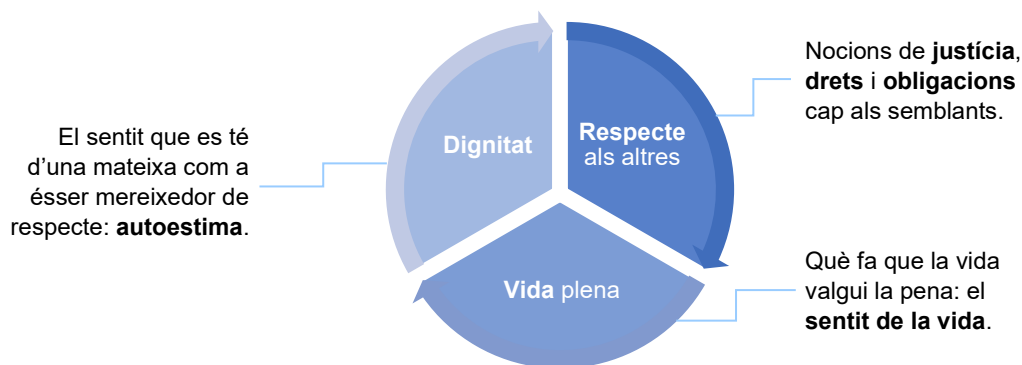 Nocions de justícia,
drets i obligacions
cap als semblants.
Respecte
als altres
Dignitat
El sentit que es té
d’una mateixa com a
ésser mereixedor de
respecte: autoestima.
Vida plena
Què fa que la vida
valgui la pena: el
sentit de la vida.